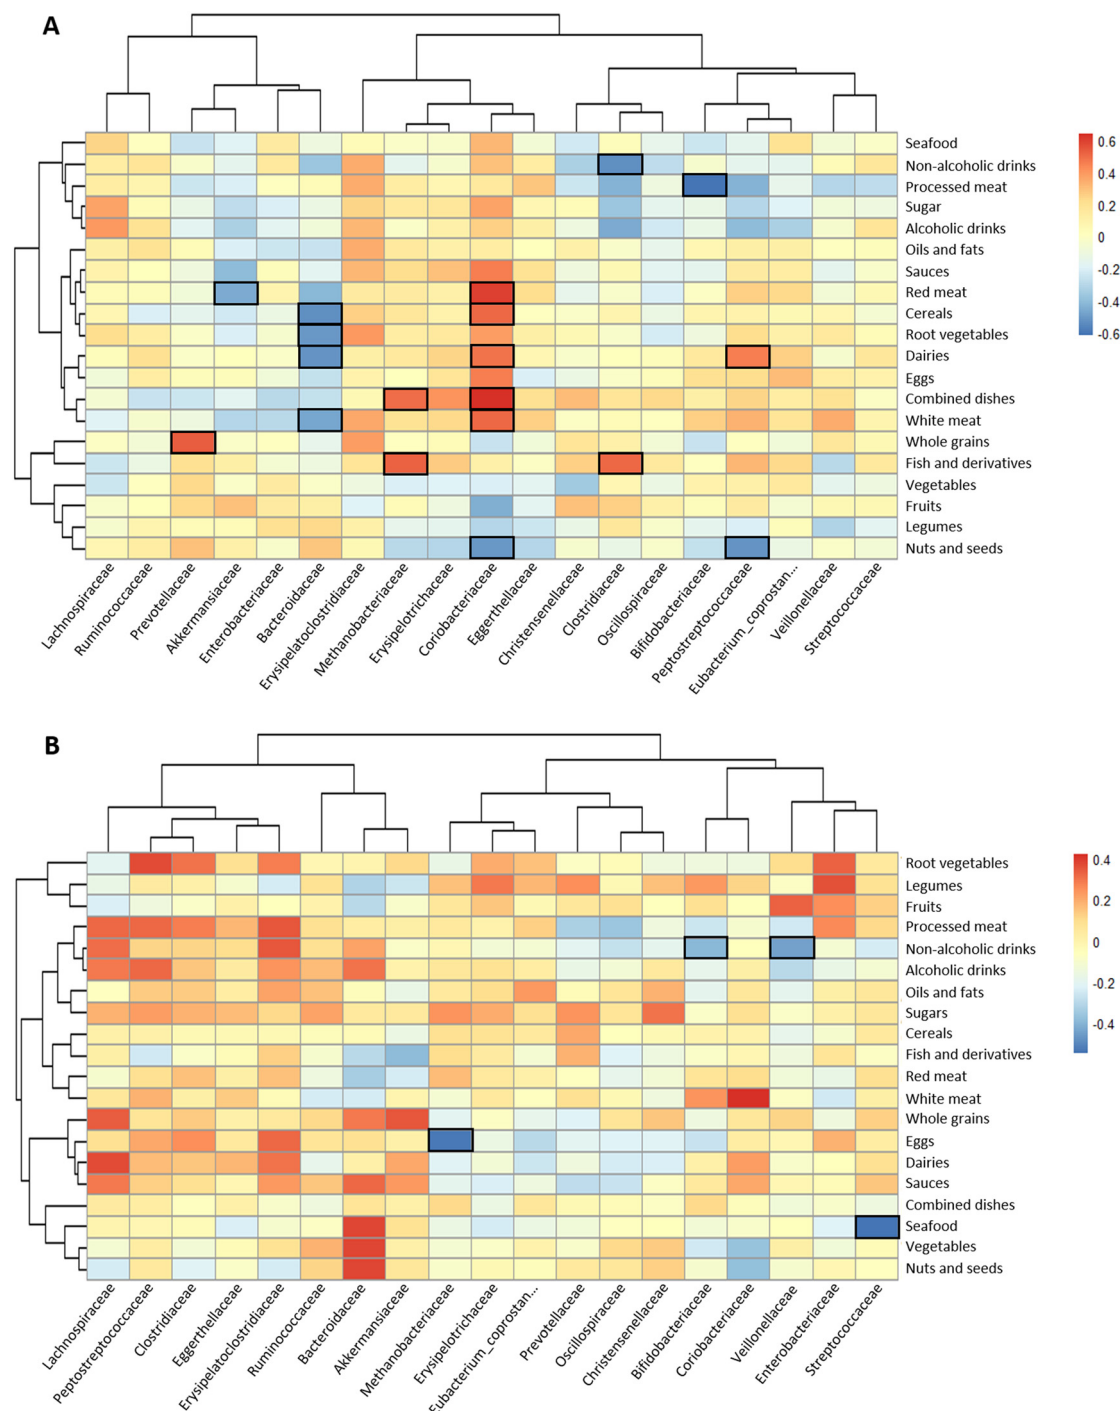 A
Seafood
Non-alcoholic drinks
Processed meat
Sugar
Alcoholic drinks
Oils and fats
Sauces
Red meat
Cereals
Root vegetables
Dairies
Eggs
Combined dishes
White meat
Whole grains
Fish and derivatives
Vegetables
Fruits
Legumes
Nuts and seeds
0.6
0.4
0.2
0
-0.2
-0.4
-0.6
Lachnospiraceae
Ruminococcaceae
Prevotellaceae
Akkermansiaceae
Enterobacteriaceae
Bacteroidaceae
Erysipelatoclostridiaceae
Methanobacteriaceae
Erysipelotrichaceae
Coriobacteriaceae
Eggerthellaceae
Christensenellaceae
Clostridiaceae
Oscillospiraceae
Bifidobacteriaceae
Peptostreptococcaceae
Eubacterium_coprostan...
Veillonellaceae
Streptococcaceae
B
Root vegetables
Legumes
Fruits
Processed meat
Non-alcoholic drinks
Alcoholic drinks
Oils and fats
Sugars
Cereals
Fish and derivatives
Red meat
White meat
Whole grains
Eggs
Dairies
Sauces
Combined dishes
Seafood
Vegetables
Nuts and seeds
0.4
0.2
0
-0.2
-0.4
Lachnospiraceae
Peptostreptococcaceae
Clostridiaceae
Eggerthellaceae
Erysipelatoclostridiaceae
Ruminococcaceae
Bacteroidaceae
Akkermansiaceae
Methanobacteriaceae
Erysipelotrichaceae
Eubacterium_coprostan...
Prevotellaceae
Oscillospiraceae
Christensenellaceae
Bifidobacteriaceae
Coriobacteriaceae
Veillonellaceae
Enterobacteriaceae
Streptococcaceae